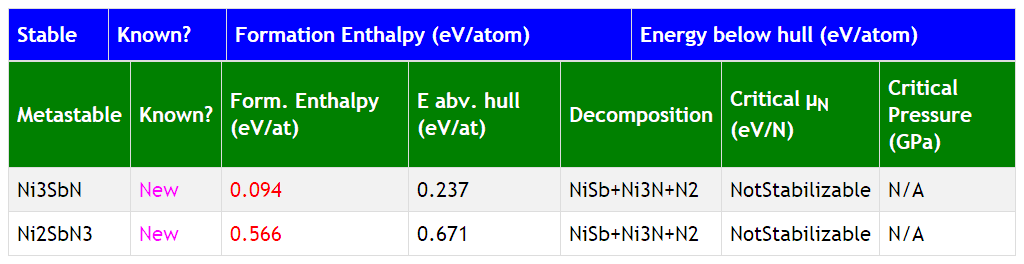 Stable Known? Formation Enthalpy (eV/atom) Energy below hull (eV/atom)
Metastable Known? Form. Enthalpy (eV/at) E abv. hull (eV/at) Decomposition Critical μN (eV/N) Critical Pressure (GPa)
Ni3SbN New 0.094 0.237 NiSb+Ni3N+N2 NotStabilizable N/A
Ni2SbN3 New 0.566 0.671 NiSb+Ni3N+N2 NotStabilizable N/A